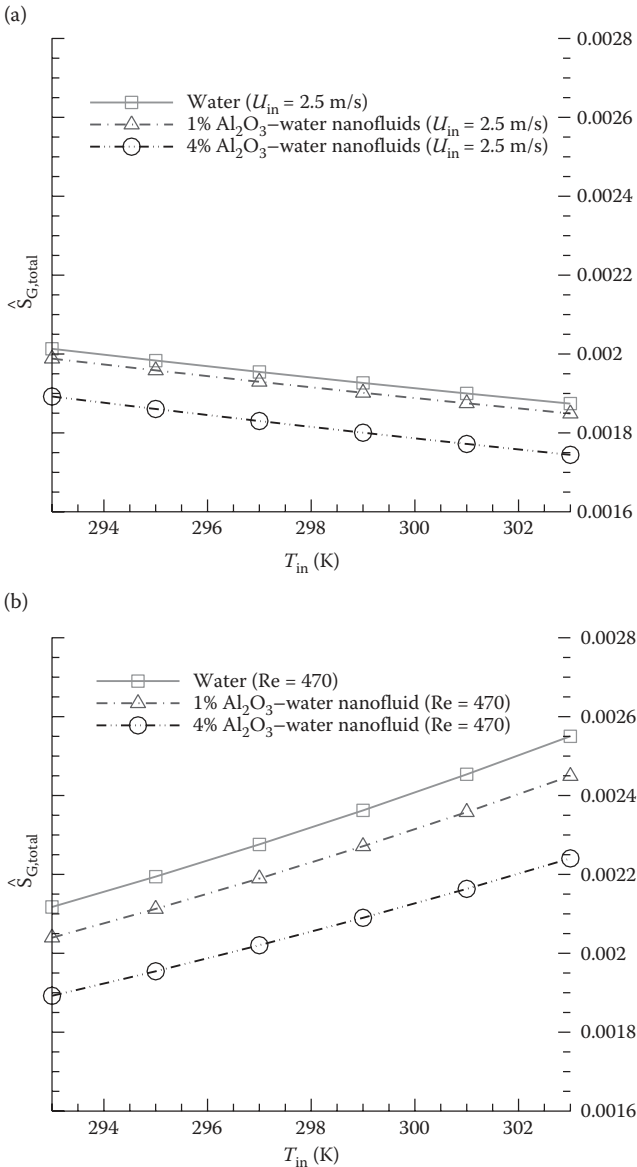 (a)
0.0028
Water (U_in = 2.5 m/s)
0.0026
1% Al₂O₃–water nanofluids (U_in = 2.5 m/s)
4% Al₂O₃–water nanofluids (U_in = 2.5 m/s)
0.0024
0.0022
Ŝ_G,total
0.002
0.0018
0.0016
294 296 298 300 302
T_in (K)
(b)
0.0028
Water (Re = 470)
1% Al₂O₃–water nanofluid (Re = 470)
0.0026
4% Al₂O₃–water nanofluid (Re = 470)
0.0024
Ŝ_G,total
0.0022
0.002
0.0018
0.0016
294 296 298 300 302
T_in (K)